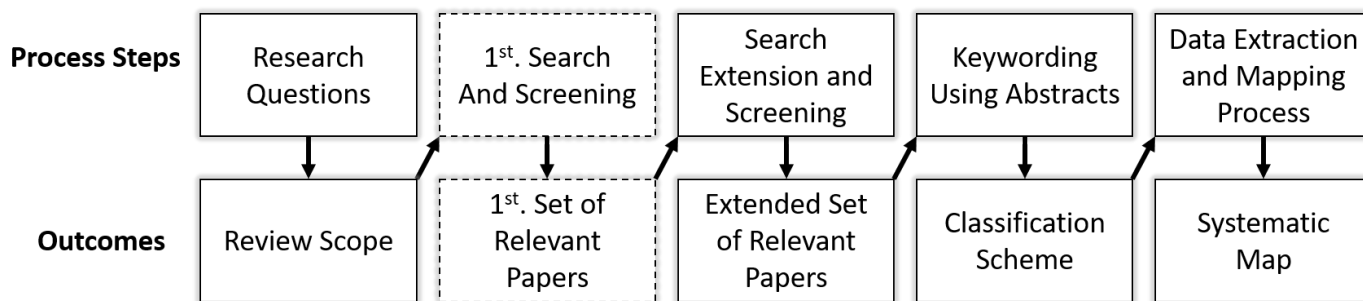 Process Steps
Research
Questions
1st. Search
And Screening
Search
Extension and
Screening
Keywording
Using Abstracts
Data Extraction
and Mapping
Process
Outcomes
Review Scope
1st. Set of
Relevant
Papers
Extended Set
of Relevant
Papers
Classification
Scheme
Systematic
Map